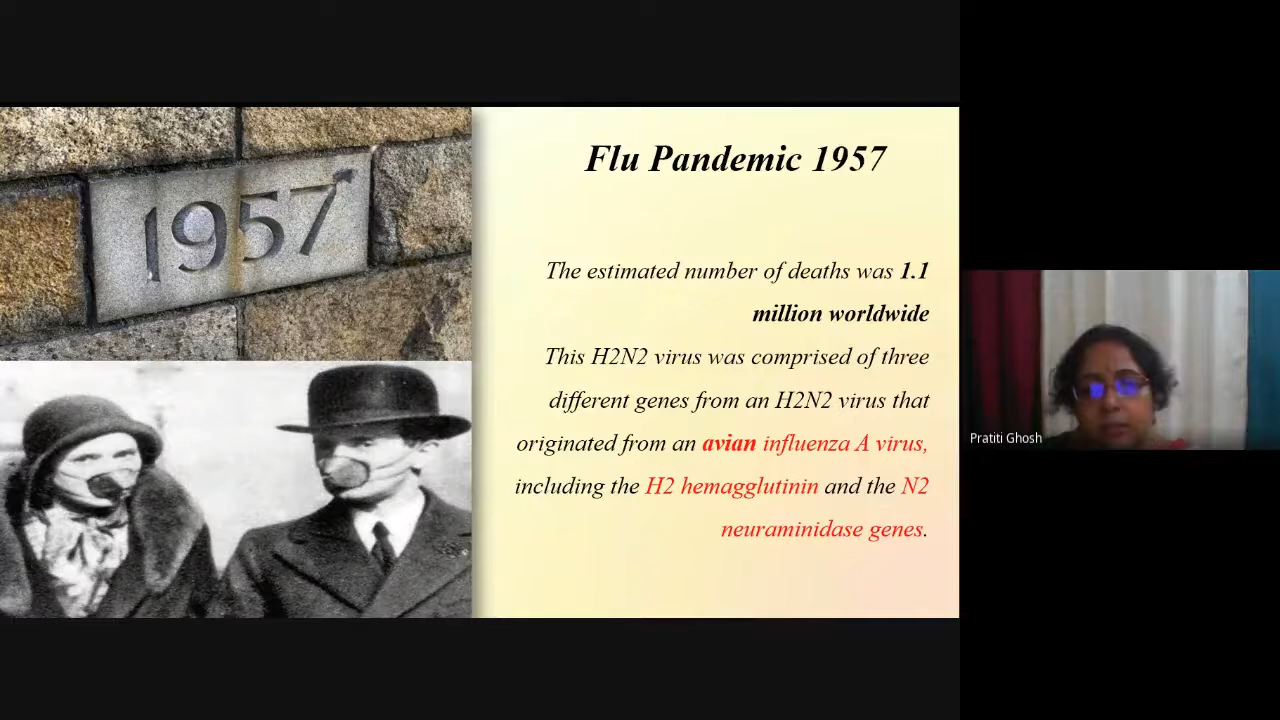 1957
Flu Pandemic 1957
The estimated number of deaths was 1.1
million worldwide
This H2N2 virus was comprised of three
different genes from an H2N2 virus that
originated from an avian influenza A virus,
including the H2 hemagglutinin and the N2
neuraminidase genes.
Pratiti Ghosh